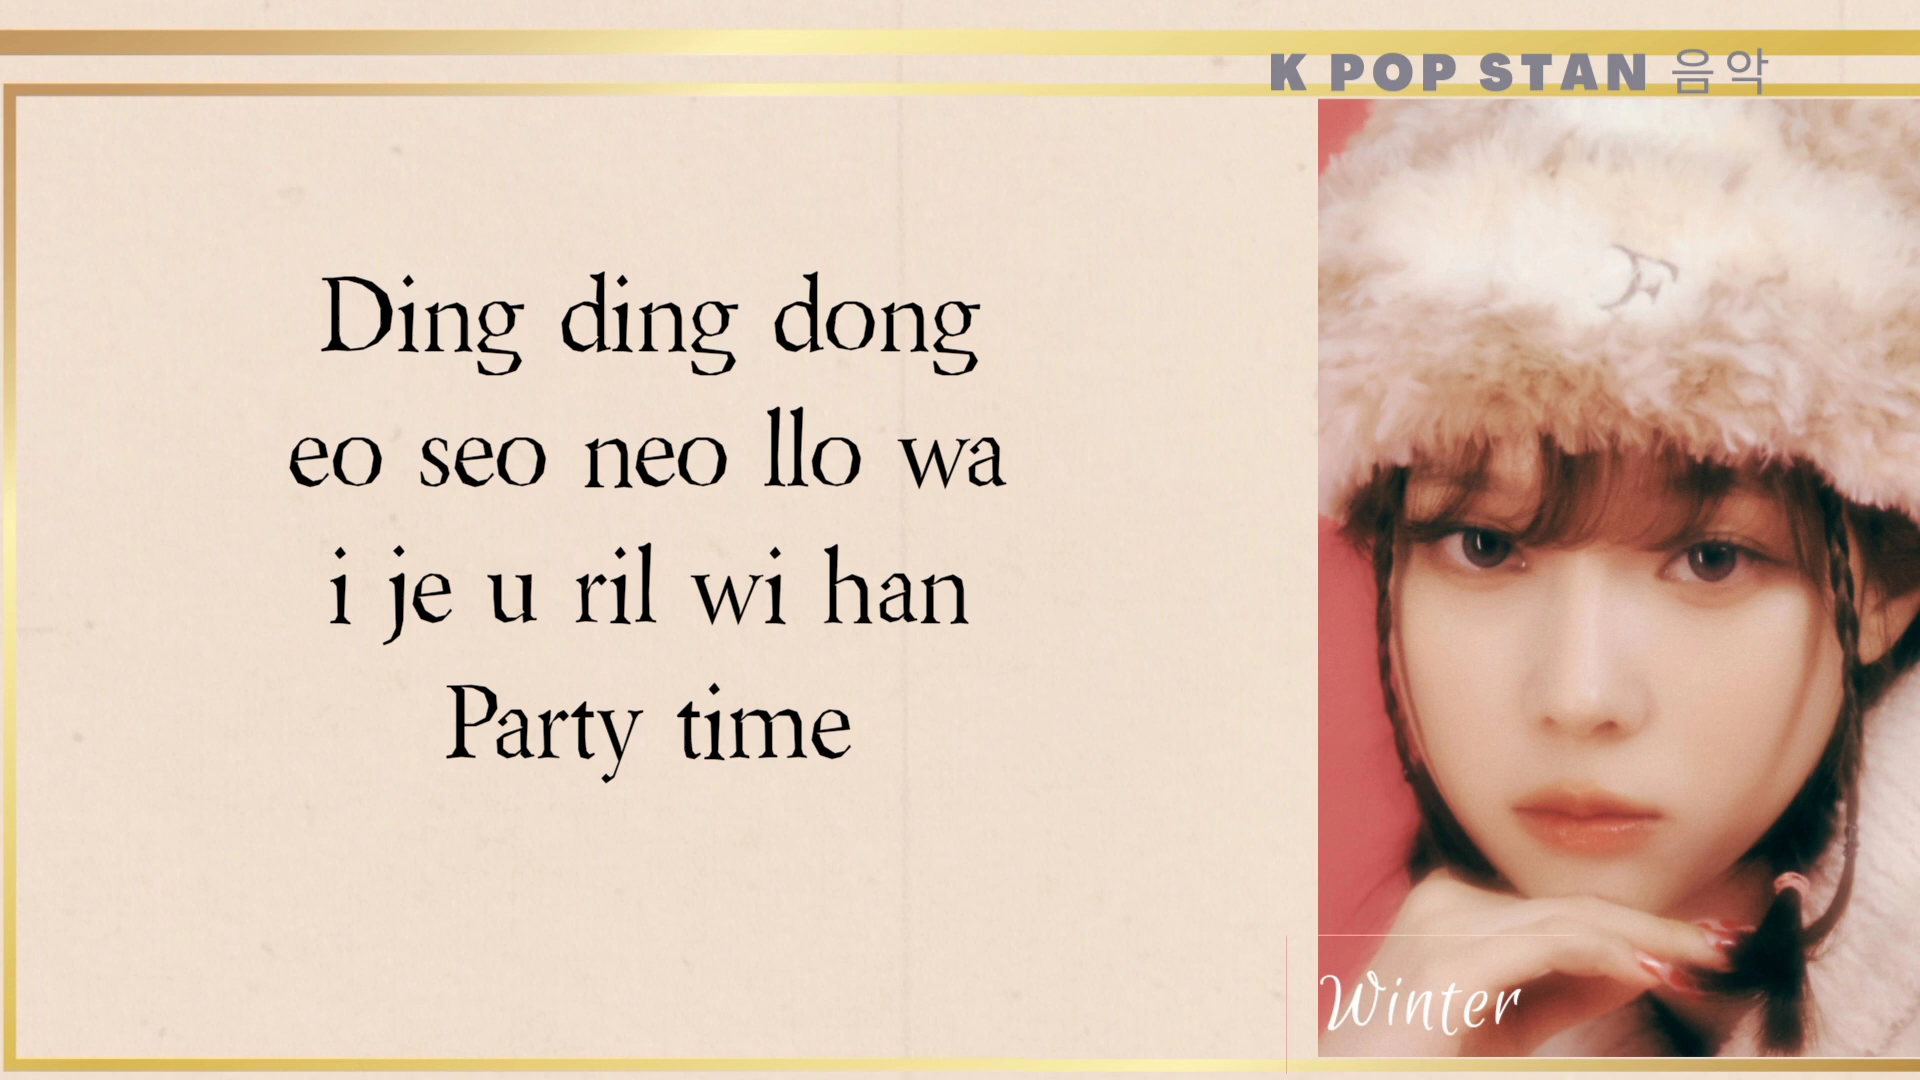 K POP STAN 음악
Ding ding dong
eo seo neo llo wa
i je u ril wi han
Party time
Winter